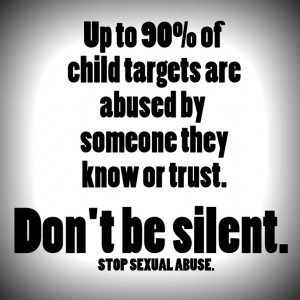 Up to 90% of
child targets are
abused by
someone they
know or trust.
Don't be silent.
STOP SEXUAL ABUSE.